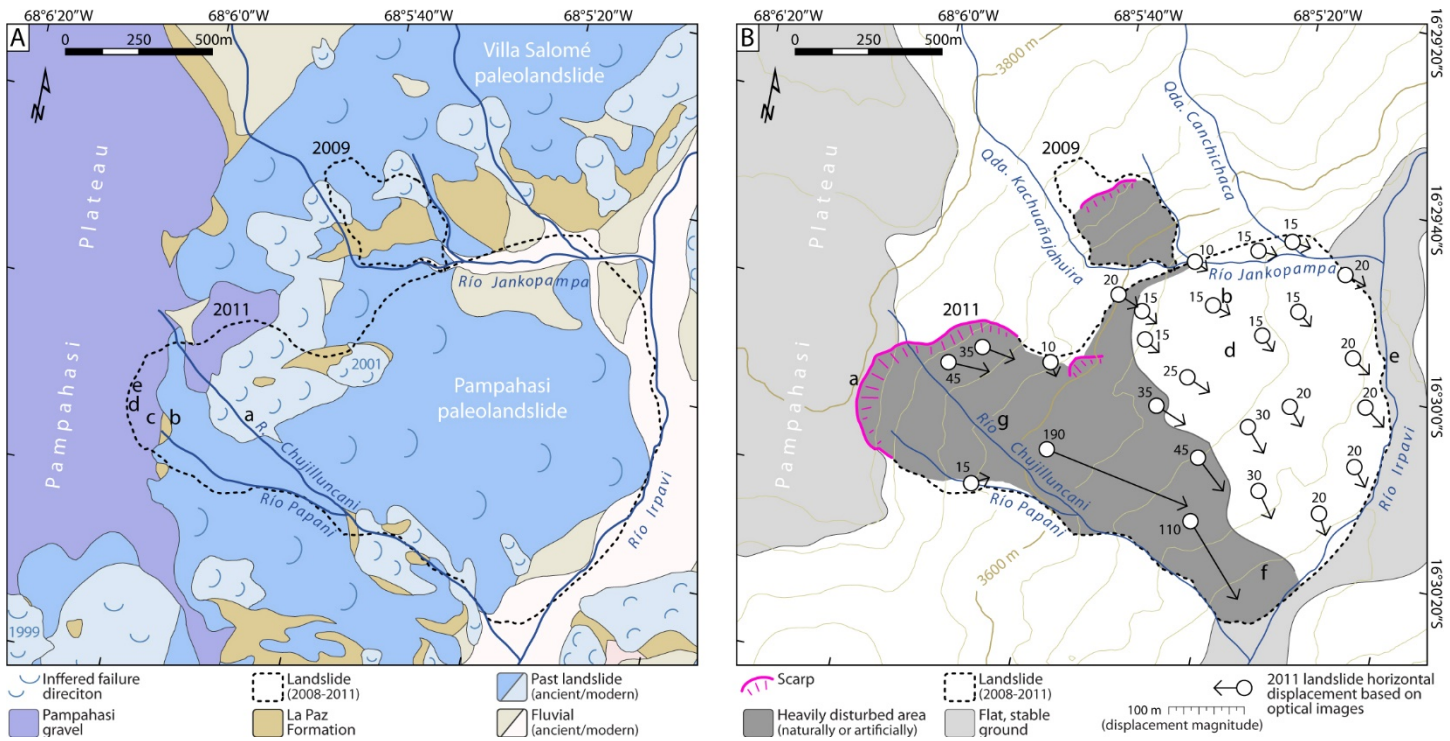 68°6'20"W
68°6'0"W
68°5'40"W
68°5'20"W
A
0 250 500m
N
Villa Salomé
paleolandslide
2009
Plateau
Pampahasi
Río Jankopampa
2011
2001
Pampahasi
paleolandslide
e
d
c
b
a
R. Chujilluncani
Río Papani
Río Irpavi
1999
Inffered failure
direciton
Landslide
(2008-2011)
Past landslide
(ancient/modern)
Pampahasi
gravel
La Paz
Formation
Fluvial
(ancient/modern)
68°6'20"W
68°6'0"W
68°5'40"W
68°5'20"W
16°29'20"S
16°29'40"S
16°30'0"S
16°30'20"S
B
0 250 500m
N
3800 m
Qda. Canchichaca
2009
Qda. Kachuañajahuira
Plateau
Pampahasi
15
15
10
Río Jankopampa
20
20
15
b
15
15
2011
15
d
15
10
35
45
20
e
a
25
35
20
30
g
190
45
20
Río Chujilluncani
15
30
20
Río Papani
110
Río Irpavi
f
3600 m
Scarp
Landslide
(2008-2011)
2011 landslide horizontal
displacement based on
optical images
100 m
(displacement magnitude)
Heavily disturbed area
(naturally or artificially)
Flat, stable
ground